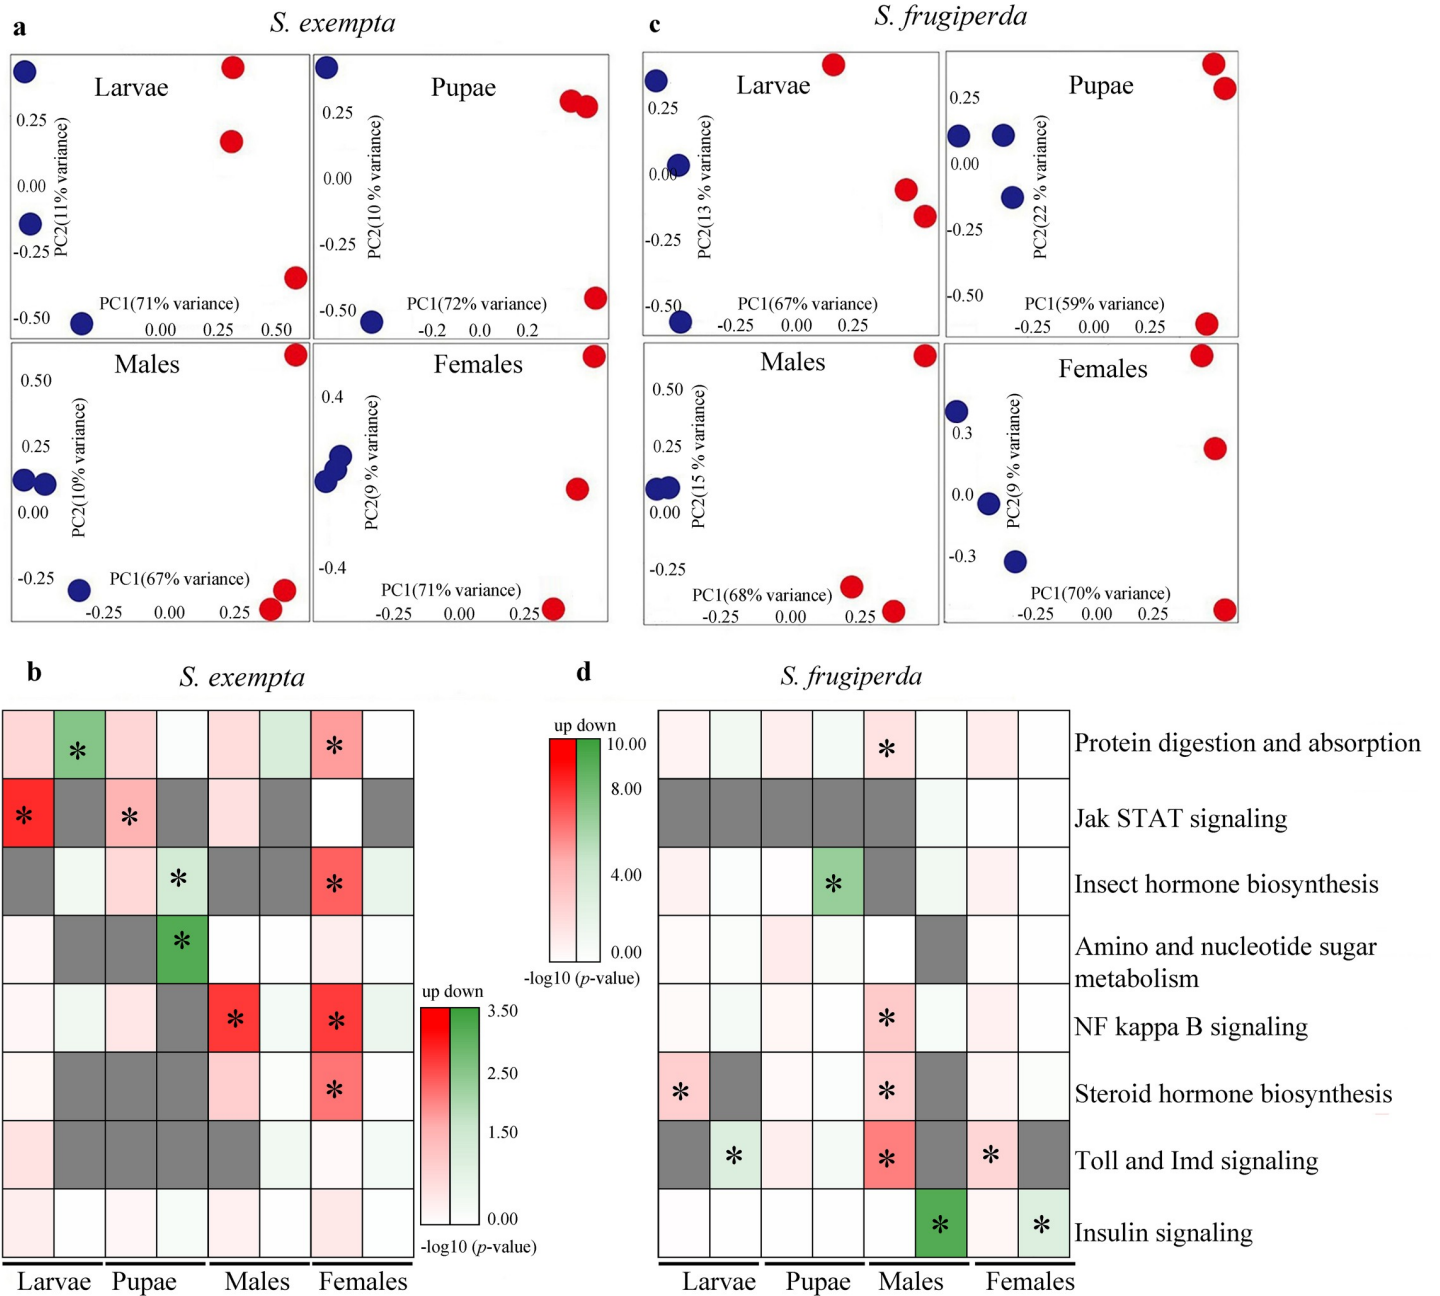 a
S. exempta
Larvae
0.25
0.00
-0.25
-0.50
PC2(11% variance)
PC1(71% variance)
0.00 0.25 0.50
Pupae
0.25
0.00
-0.25
-0.50
PC2(10 % variance)
PC1(72% variance)
-0.2 0.0 0.2
Males
0.50
0.25
0.00
-0.25
PC2(10% variance)
PC1(67% variance)
-0.25 0.00 0.25
Females
0.4
-0.4
PC2(9 % variance)
PC1(71% variance)
-0.25 0.00 0.25
c
S. frugiperda
Larvae
0.25
0.00
-0.25
-0.50
PC2(13 % variance)
PC1(67% variance)
-0.25 0.00 0.25
Pupae
0.25
0.00
-0.25
-0.50
PC2(22 % variance)
PC1(59% variance)
-0.25 0.00 0.25
Males
0.50
0.25
0.00
-0.25
PC2(15 % variance)
PC1(68% variance)
-0.25 0.00 0.25
Females
0.3
0.0
-0.3
PC2(9 % variance)
PC1(70% variance)
-0.25 0.00 0.25
b
S. exempta
*
*
*
*
*
*
*
*
*
*
*
up down
3.50
2.50
1.50
0.00
-log10 (p-value)
Larvae Pupae Males Females
d
S. frugiperda
up down
10.00
8.00
4.00
0.00
-log10 (p-value)
*
*
*
*
*
*
*
*
*
*
Protein digestion and absorption
Jak STAT signaling
Insect hormone biosynthesis
Amino and nucleotide sugar
metabolism
NF kappa B signaling
Steroid hormone biosynthesis
Toll and Imd signaling
Insulin signaling
Larvae Pupae Males Females